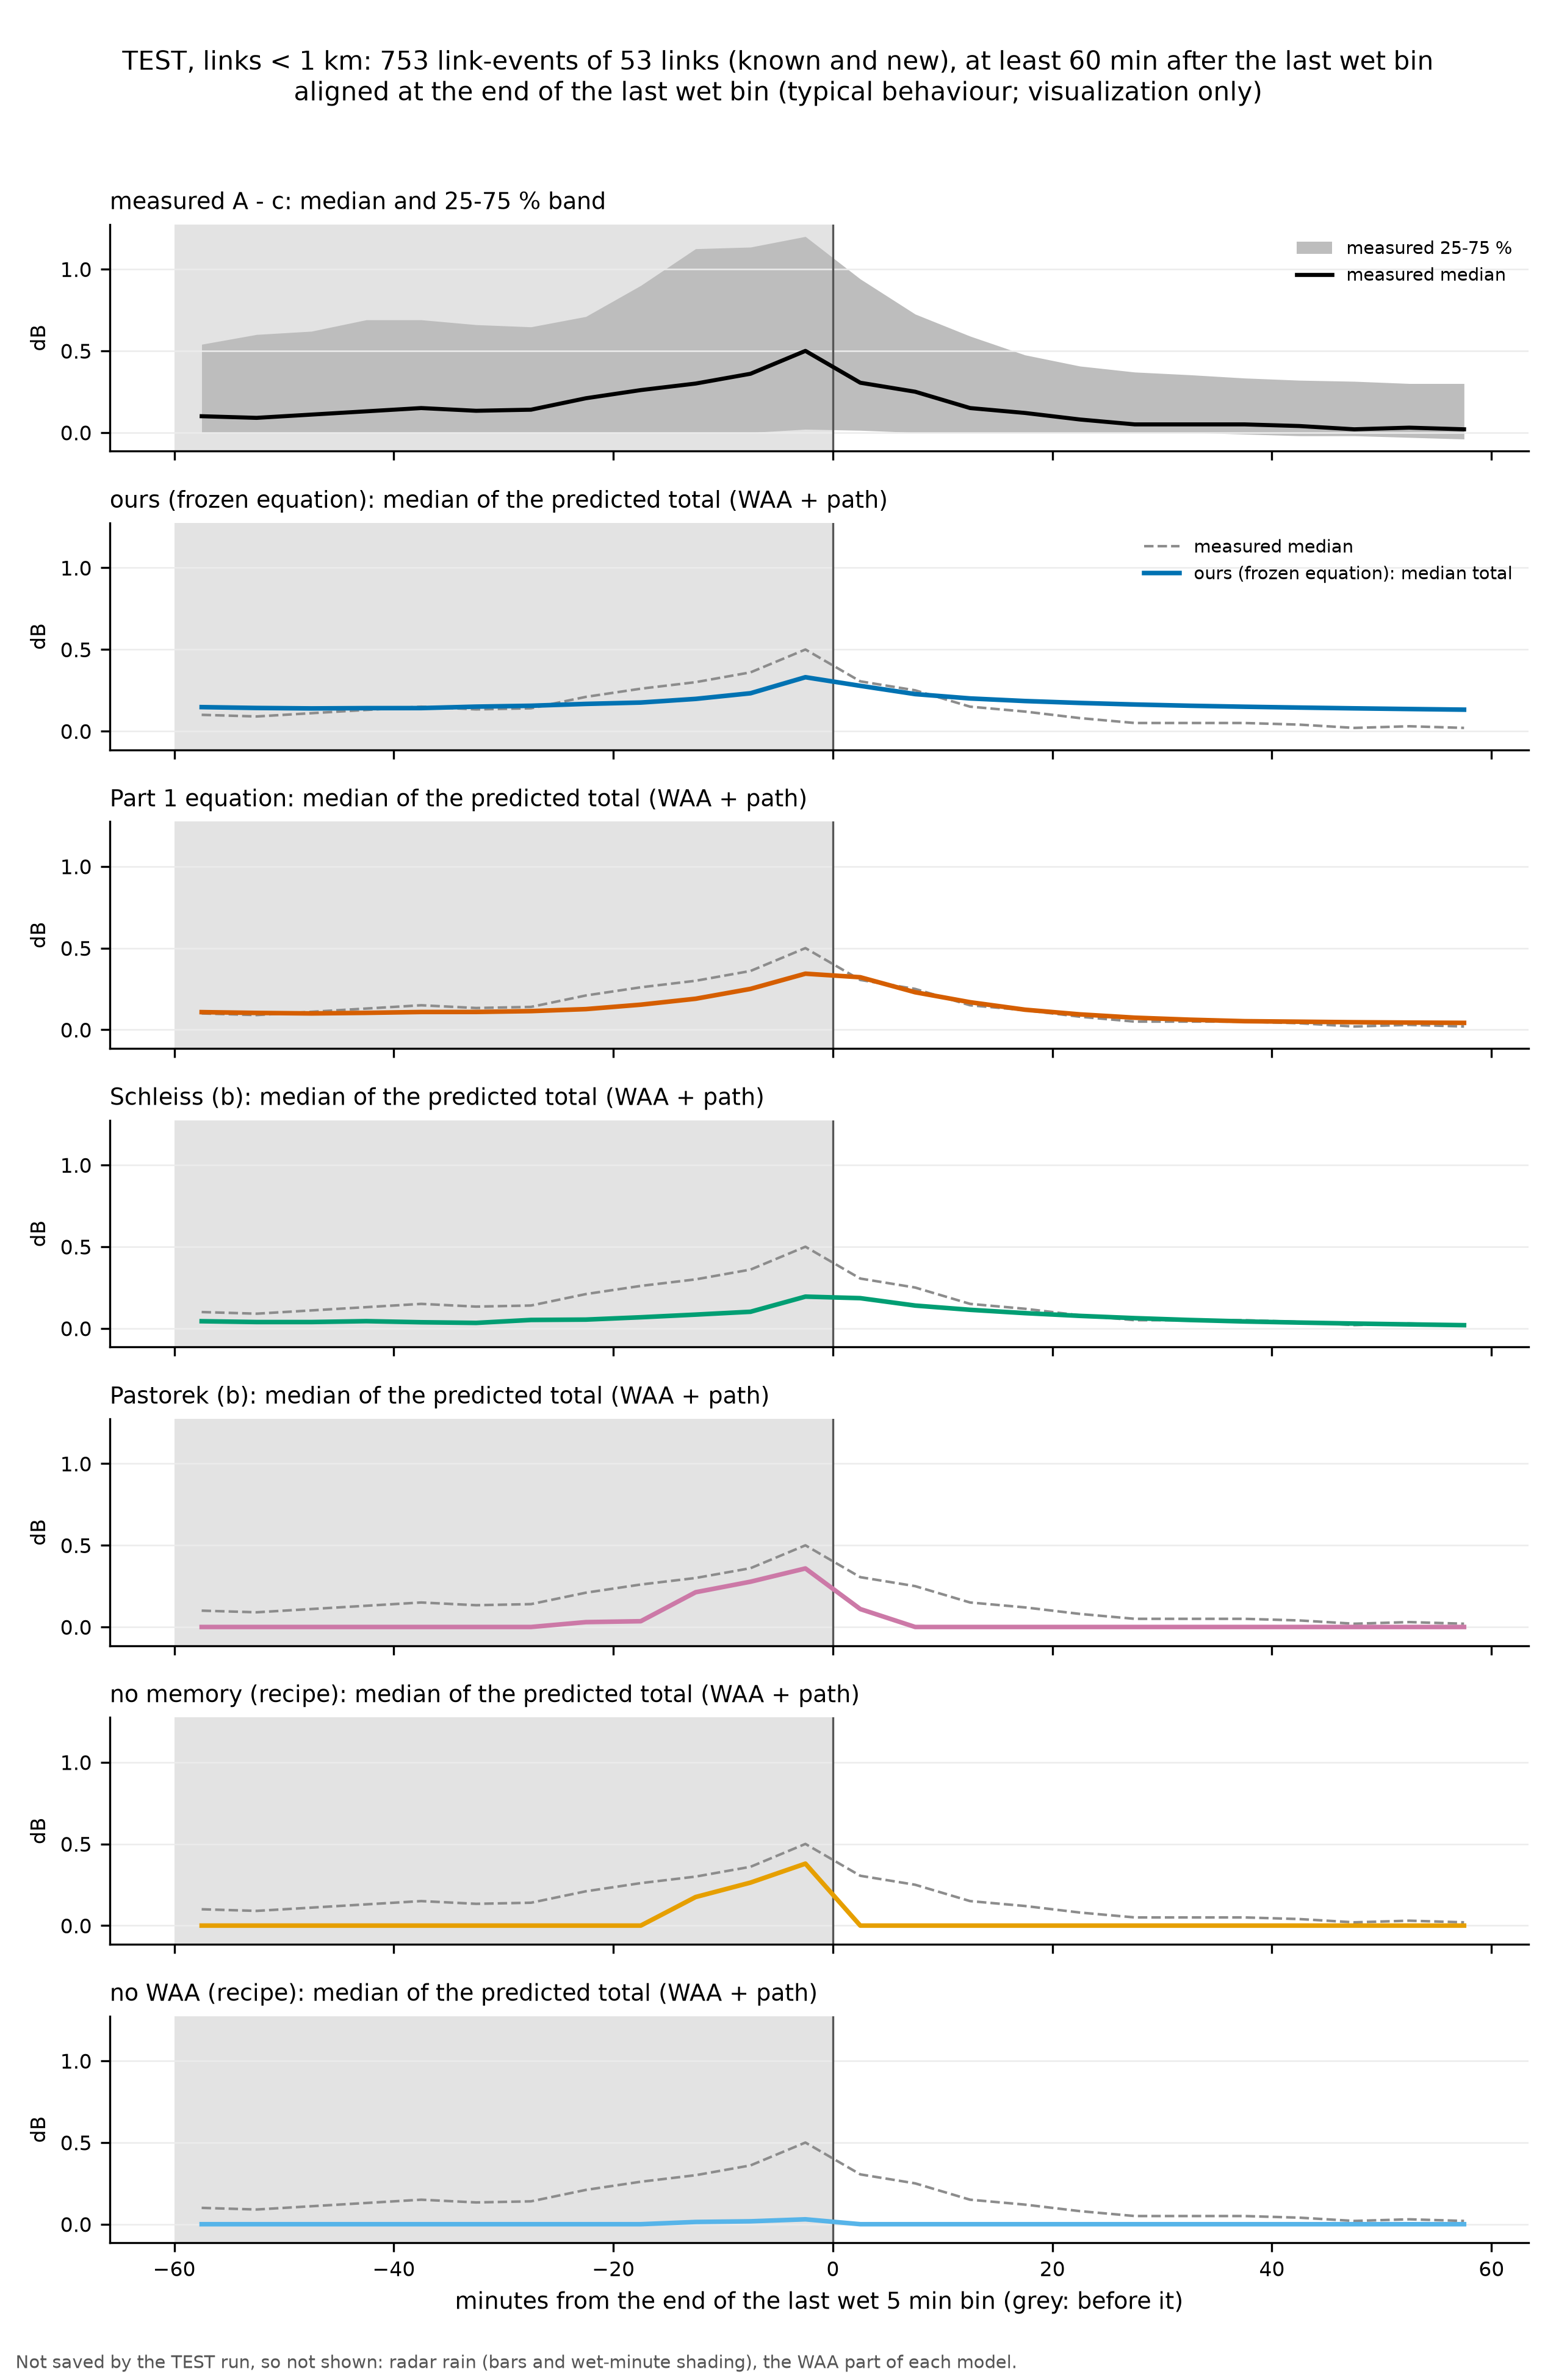 TEST, links < 1 km: 753 link-events of 53 links (known and new), at least 60 min after the last wet bin
aligned at the end of the last wet bin (typical behaviour; visualization only)
measured A - c: median and 25-75 % band
measured 25-75 %
measured median
1.0
0.5
0.0
dB
ours (frozen equation): median of the predicted total (WAA + path)
measured median
ours (frozen equation): median total
1.0
0.5
0.0
dB
Part 1 equation: median of the predicted total (WAA + path)
1.0
0.5
0.0
dB
Schleiss (b): median of the predicted total (WAA + path)
1.0
0.5
0.0
dB
Pastorek (b): median of the predicted total (WAA + path)
1.0
0.5
0.0
dB
no memory (recipe): median of the predicted total (WAA + path)
1.0
0.5
0.0
dB
no WAA (recipe): median of the predicted total (WAA + path)
1.0
0.5
0.0
dB
−60 −40 −20 0 20 40 60
minutes from the end of the last wet 5 min bin (grey: before it)
Not saved by the TEST run, so not shown: radar rain (bars and wet-minute shading), the WAA part of each model.